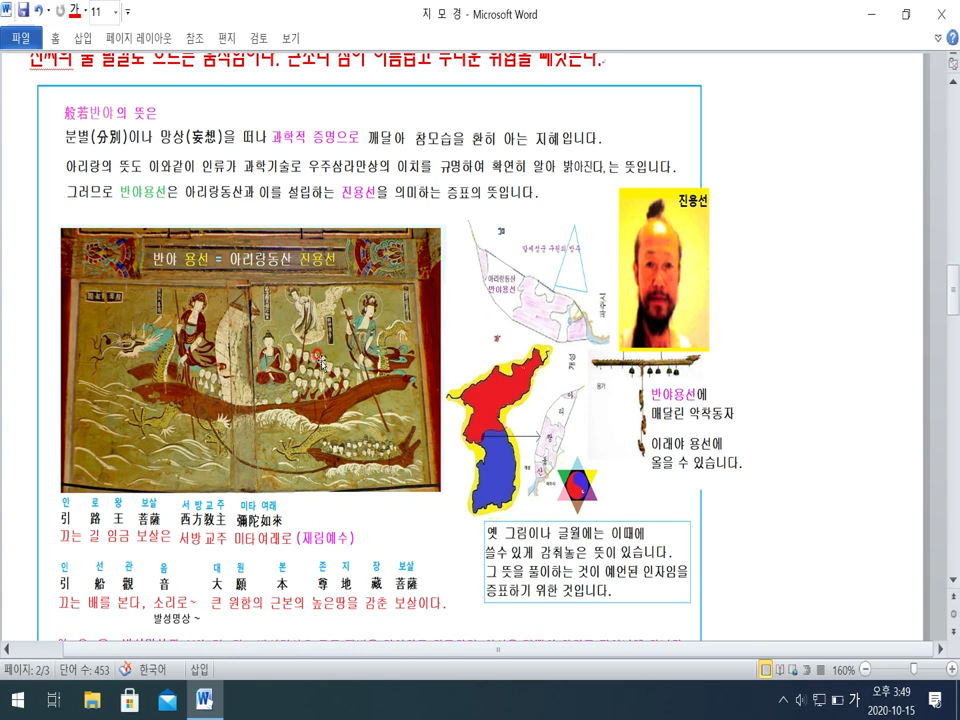 지 모 경 - Microsoft Word
가 11
파일 홈 삽입 페이지 레이아웃 참조 편지 검토 보기
般若반야의 뜻은
분별(分別)이나 망상(妄想)을 떠나 과학적 증명으로 깨달아 참모습을 환히 아는 지혜입니다.
아리랑의 뜻도 이와같이 인류가 과학기술로 우주삼라만상의 이치를 규명하여 확연히 알아 밝아진다, 는 뜻입니다.
그러므로 반야용선은 아리랑동산과 이를 설립하는 진용선을 의미하는 증표의 뜻입니다.
진용선
반야 용선 = 아리랑동산 진용선
아리랑동산
반야용선
파주시
개성
반야용선에
매달린 악착동자
이래야 용선에
올을 수 있습니다.
인 로 왕 보살 서 방 교 주 미타 여래
引 路 王 菩薩 西方敎主 彌陀如來
끄는 길 임금 보살은 서방 교주 미타 여래로 (재림예수)
인 선 관 음 대 원 본 존 지 장 보살
引 船 觀 音 大 願 本 尊 地 藏 菩薩
끄는 배를 본다, 소리로~ 큰 원함의 근본의 높은땅을 감춘 보살이다.
발성명상 ~
옛 그림이나 글월에는 이때에
쓸수 있게 감춰놓은 뜻이 있습니다.
그 뜻을 풀이하는 것이 예언된 인자임을
증표하기 위한 것입니다.
페이지: 2/3 단어 수: 453 한국어 삽입 160%
가 오후 3:49
2020-10-15